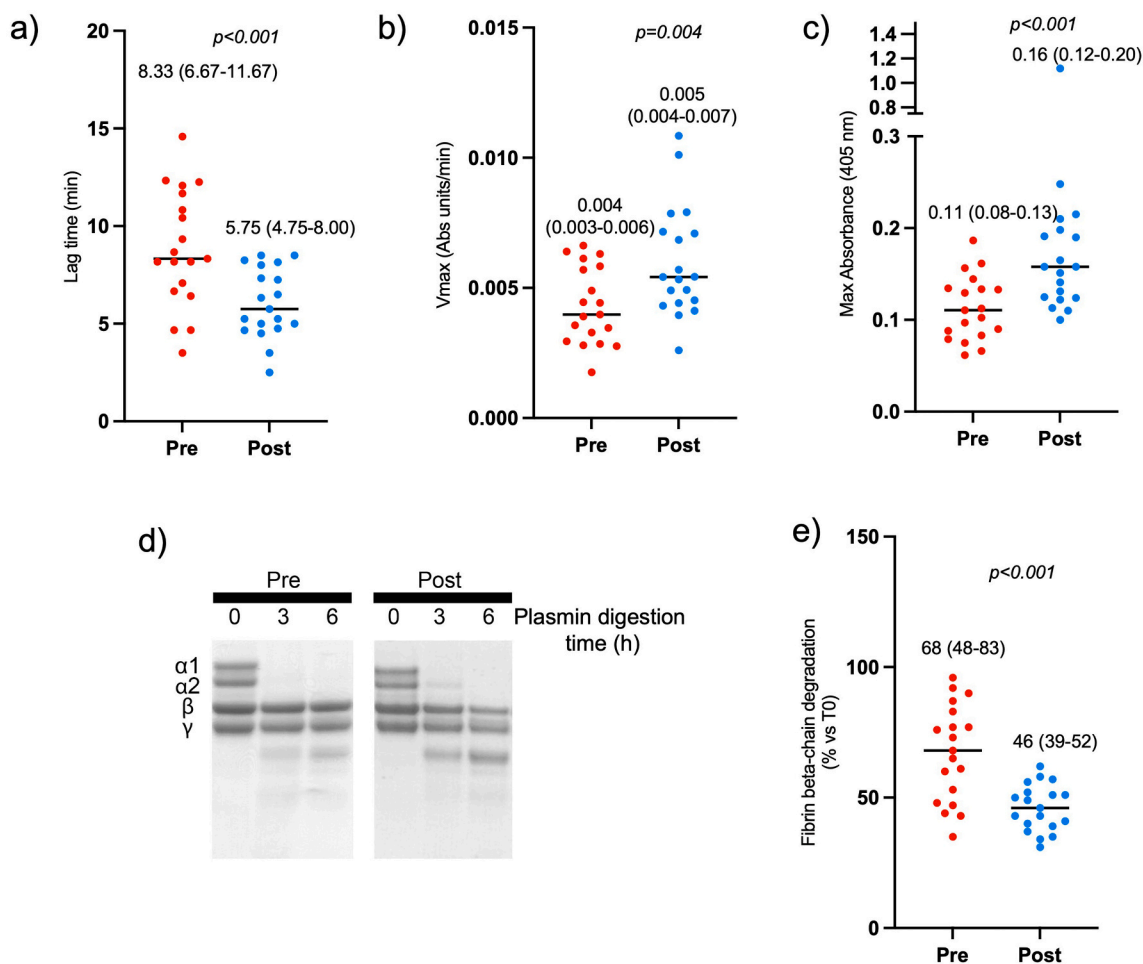 a)
20
15
10
5
0
Lag time (min)
p<0.001
8.33 (6.67-11.67)
5.75 (4.75-8.00)
Pre
Post
b)
0.015
0.010
0.005
0.000
Vmax (Abs units/min)
p=0.004
0.004
(0.003-0.006)
0.005
(0.004-0.007)
Pre
Post
c)
1.4
1.2
1.0
0.8
0.3
0.2
0.1
0.0
Max Absorbance (405 nm)
p<0.001
0.16 (0.12-0.20)
0.11 (0.08-0.13)
Pre
Post
d)
Pre
Post
0 3 6
0 3 6
Plasmin digestion
time (h)
α1
α2
β
γ
e)
150
100
50
0
Fibrin beta-chain degradation
(% vs T0)
p<0.001
68 (48-83)
46 (39-52)
Pre
Post